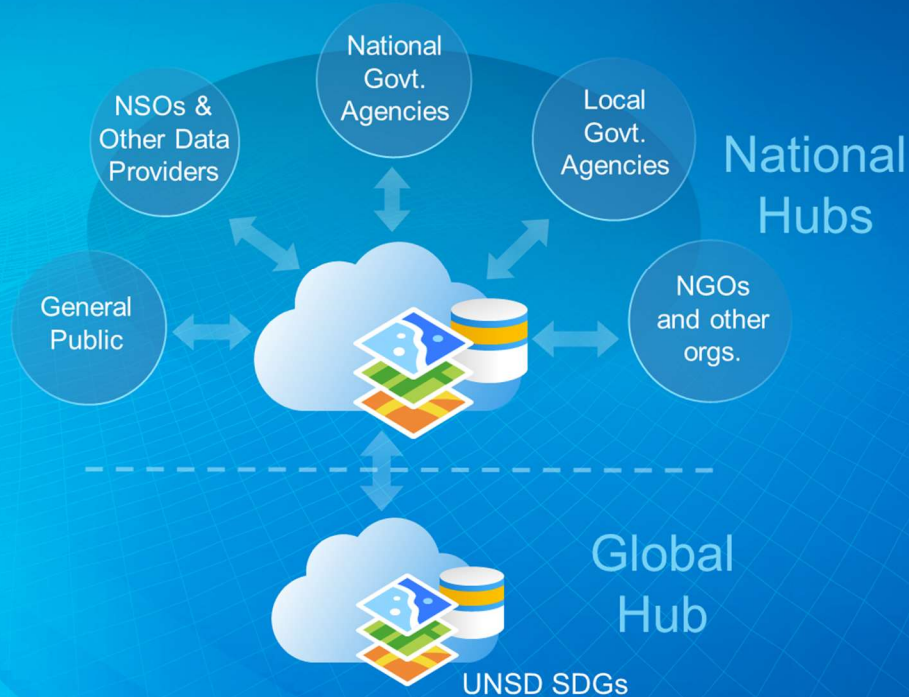 National
Govt.
Agencies
NSOs &
Other Data
Providers
Local
Govt.
Agencies
National
Hubs
General
Public
NGOs
and other
orgs.
Global
Hub
UNSD SDGs